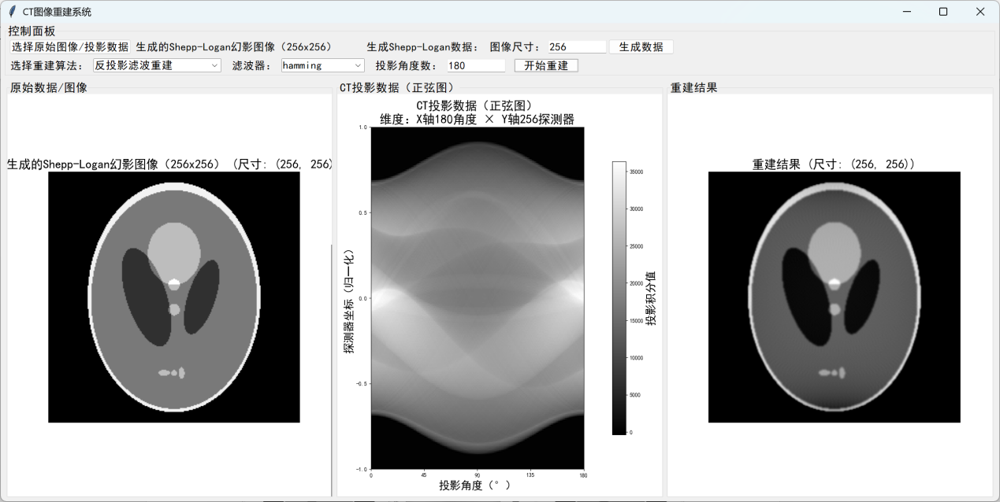 CT图像重建系统
控制面板
选择原始图像/投影数据 生成的Shepp-Logan幻影图像（256x256） 生成Shepp-Logan数据： 图像尺寸： 256 生成数据
选择重建算法： 反投影滤波重建 滤波器： hamming 投影角度数： 180 开始重建
原始数据/图像
生成的Shepp-Logan幻影图像（256x256） (尺寸: (256, 256)
CT投影数据（正弦图）
CT投影数据（正弦图）
维度: X轴180角度 × Y轴256探测器
1.0
0.5
0.0
-0.5
-1.0
探测器坐标（归一化）
0 45 90 135 180
投影角度（°）
35000
30000
25000
20000
15000
10000
5000
0
投影积分值
重建结果
重建结果 (尺寸: (256, 256))